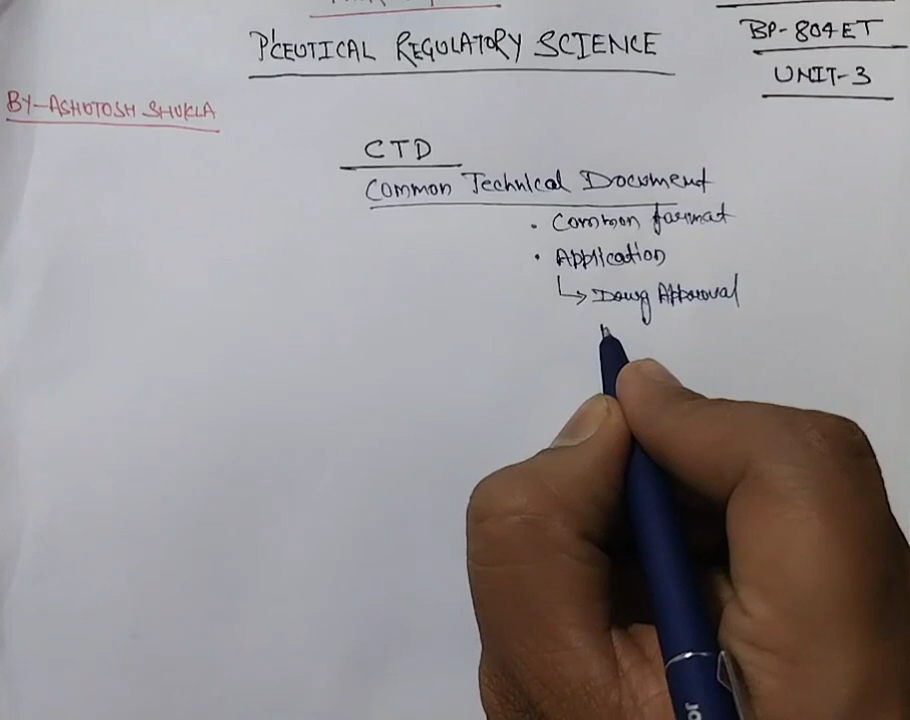 BP-804ET
P'CEUTICAL REGULATORY SCIENCE
UNIT-3
BY-ASHUTOSH SHUKLA
CTD
Common Technical Document
• Common format
• Application
↳ Drug Approval